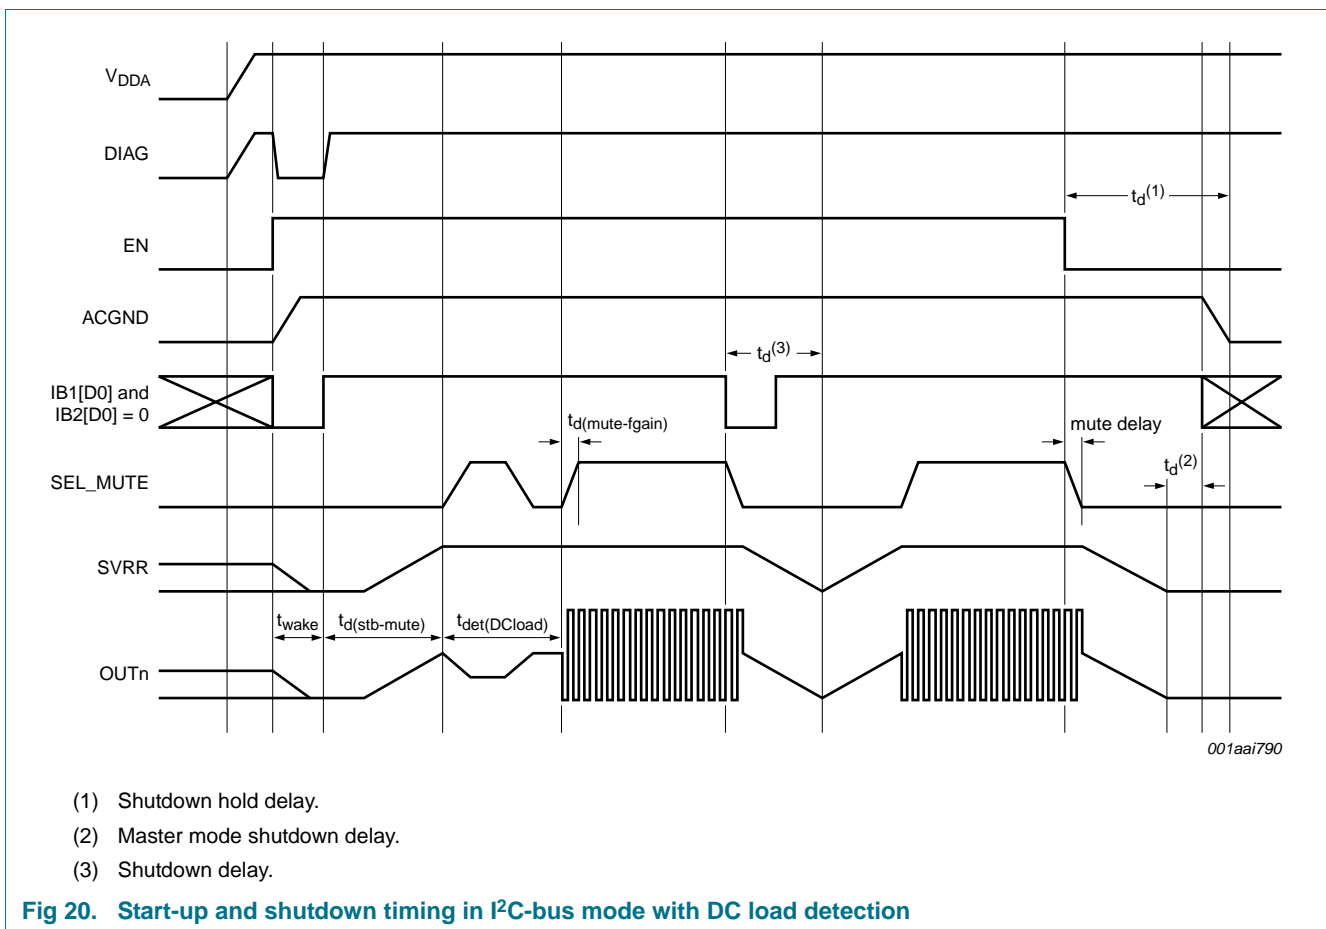 VDDA
DIAG
td(1)
EN
ACGND
td(3)
IB1[D0] and
IB2[D0] = 0
td(mute-fgain)
mute delay
td(2)
SEL_MUTE
SVRR
twake
td(stb-mute)
tdet(DCload)
OUTn
001aai790
(1) Shutdown hold delay.
(2) Master mode shutdown delay.
(3) Shutdown delay.
Fig 20. Start-up and shutdown timing in I2C-bus mode with DC load detection